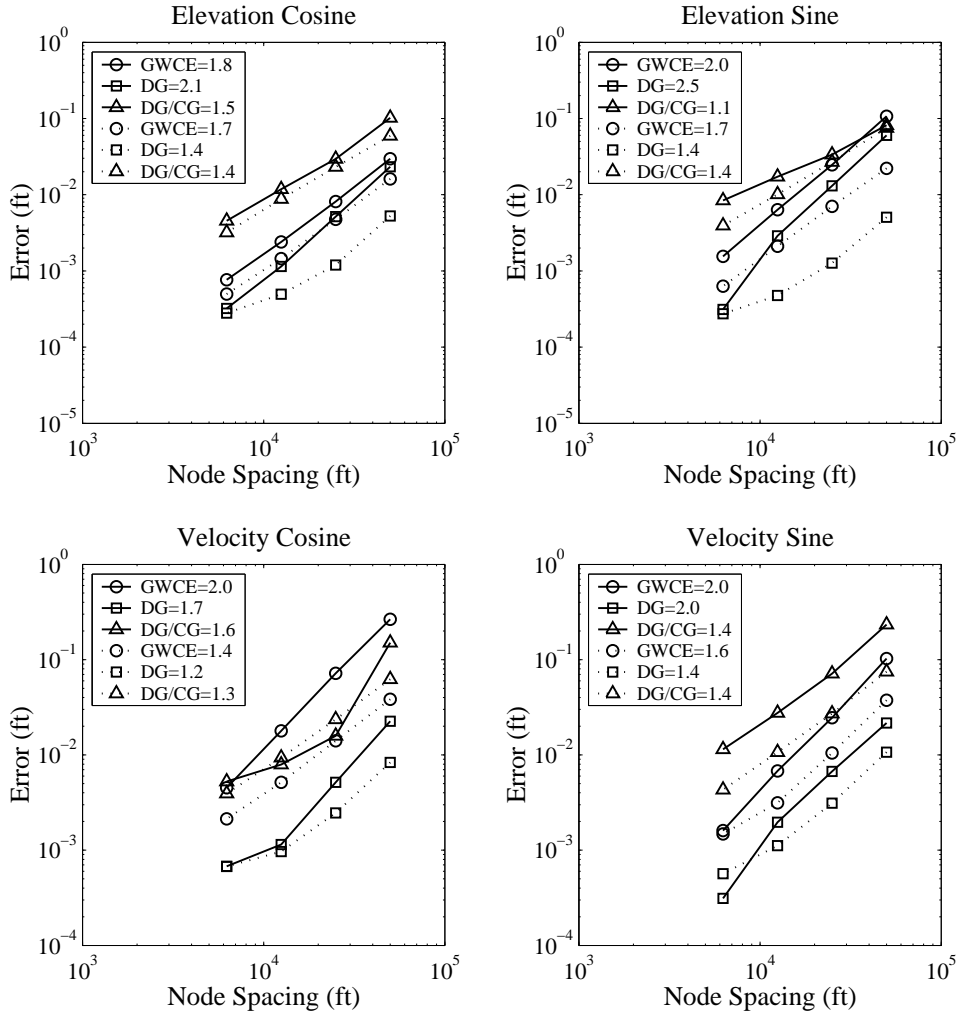 Elevation Cosine
10^0
10^−1
10^−2
10^−3
10^−4
10^−5
Error (ft)
GWCE=1.8
DG=2.1
DG/CG=1.5
GWCE=1.7
DG=1.4
DG/CG=1.4
10^3
10^4
10^5
Node Spacing (ft)
Elevation Sine
10^0
10^−1
10^−2
10^−3
10^−4
10^−5
Error (ft)
GWCE=2.0
DG=2.5
DG/CG=1.1
GWCE=1.7
DG=1.4
DG/CG=1.4
10^3
10^4
10^5
Node Spacing (ft)
Velocity Cosine
10^0
10^−1
10^−2
10^−3
10^−4
Error (ft)
GWCE=2.0
DG=1.7
DG/CG=1.6
GWCE=1.4
DG=1.2
DG/CG=1.3
10^3
10^4
10^5
Node Spacing (ft)
Velocity Sine
10^0
10^−1
10^−2
10^−3
10^−4
Error (ft)
GWCE=2.0
DG=2.0
DG/CG=1.4
GWCE=1.6
DG=1.4
DG/CG=1.4
10^3
10^4
10^5
Node Spacing (ft)